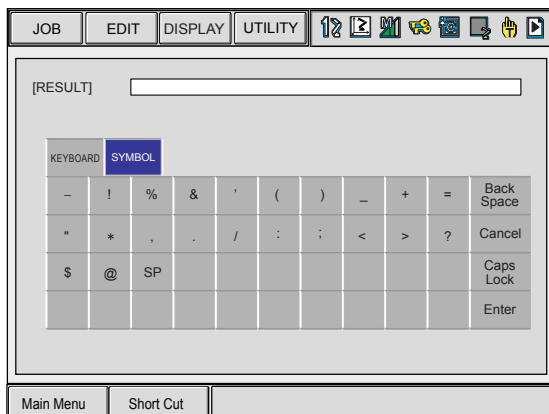 JOB EDIT DISPLAY UTILITY
[RESULT]
KEYBOARD SYMBOL
– ! % & ' ( ) _ + = Back Space
" * , . / : ; < > ? Cancel
$ @ SP Caps Lock
Enter
Main Menu Short Cut